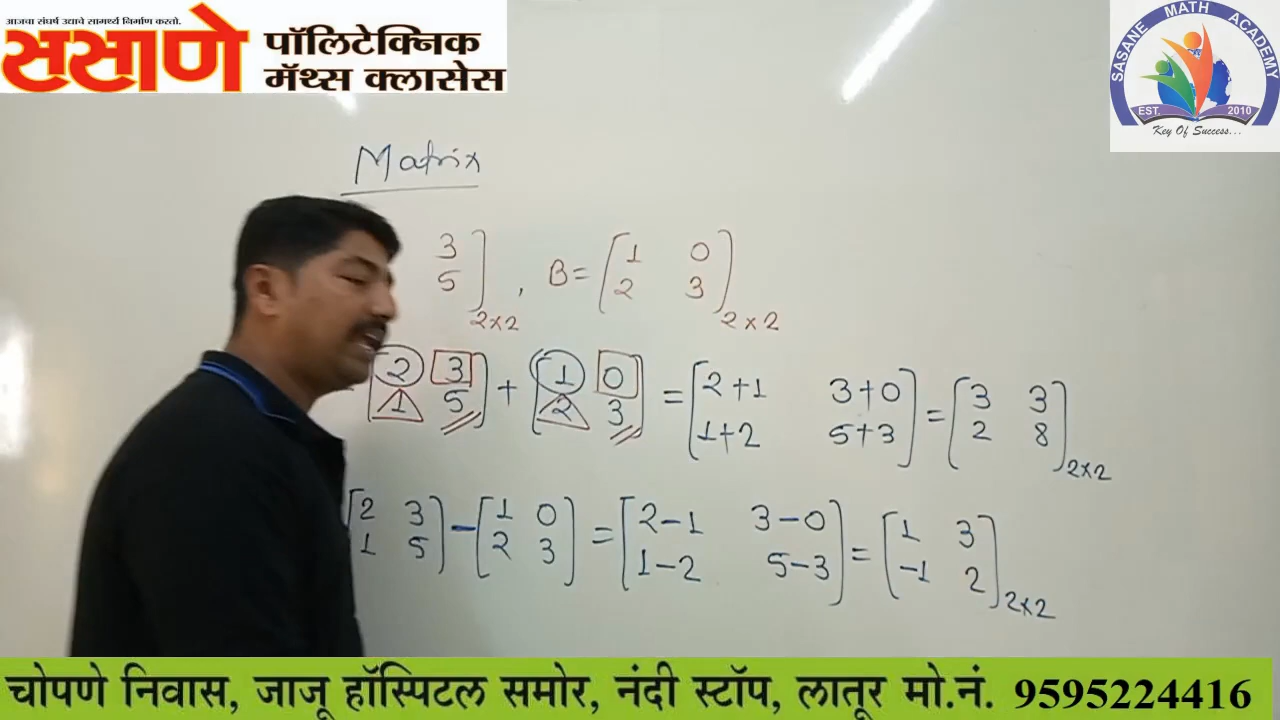 आजचा संघर्ष उद्याचे सामर्थ्य निर्माण करतो.
ससाणे
पॉलिटेक्निक
मॅथ्स क्लासेस
SASANE MATH ACADEMY
EST. 2010
Key Of Success...
Matrix
3
5]2×2 , B = [1 0
2 3]2×2
[2 3
1 5] + [1 0
2 3] = [2+1 3+0
1+2 5+3] = [3 3
2 8]2×2
[2 3
1 5] - [1 0
2 3] = [2-1 3-0
1-2 5-3] = [1 3
-1 2]2×2
चोपणे निवास, जाजू हॉस्पिटल समोर, नंदी स्टॉप, लातूर मो.नं. 9595224416